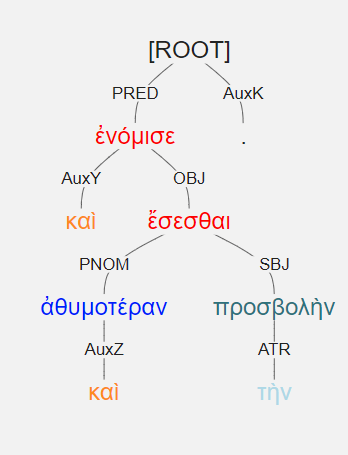 [ROOT]
PRED AuxK
ἐνόμισε .
AuxY OBJ
καὶ ἔσεσθαι
PNOM SBJ
ἀθυμοτέραν προσβολὴν
AuxZ ATR
καὶ τὴν